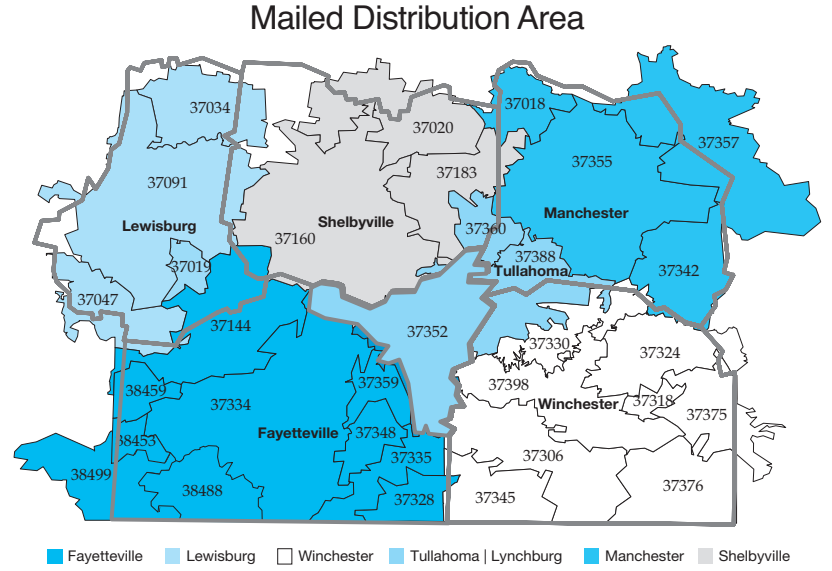 Mailed Distribution Area
37034
37018
37020
37357
37355
37183
37091
Manchester
Lewisburg
Shelbyville
37360
37160
37388
37019
Tullahoma
37342
37047
37144
37352
37330
37324
37359
37398
38459
37334
37318
Winchester
37375
Fayetteville
37348
38453
37335
37306
38499
38488
37328
37345
37376
Fayetteville
Lewisburg
Winchester
Tullahoma | Lynchburg
Manchester
Shelbyville